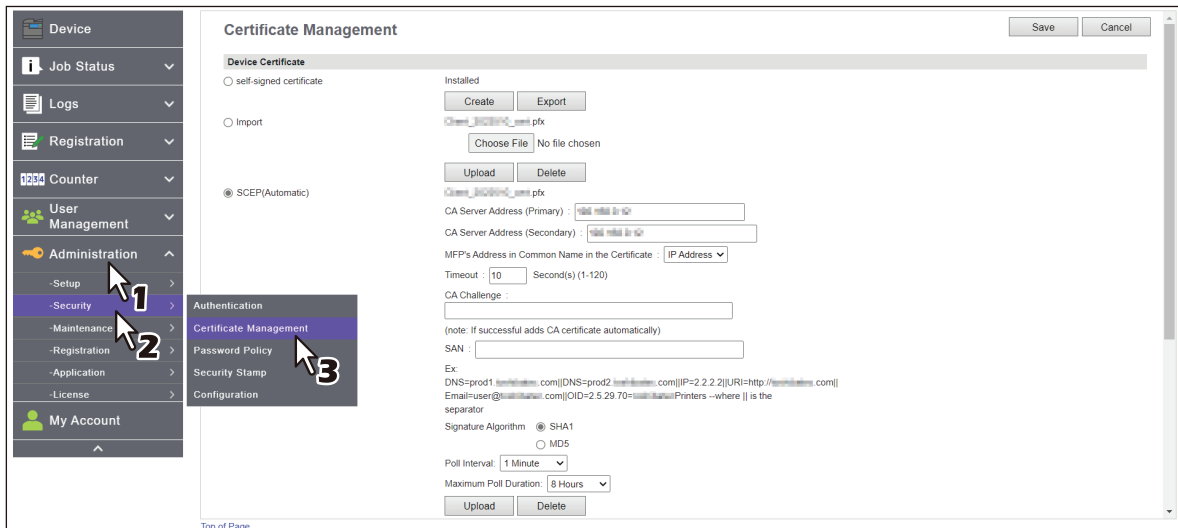 Device
Job Status
Logs
Registration
1234 Counter
User
Management
Administration
-Setup
-Security
-Maintenance
-Registration
-Application
-License
My Account
1
2
3
Authentication
Certificate Management
Password Policy
Security Stamp
Configuration
Certificate Management
Save Cancel
Device Certificate
self-signed certificate Installed
Create Export
Import .pfx
Choose File No file chosen
Upload Delete
SCEP(Automatic) .pfx
CA Server Address (Primary) :
CA Server Address (Secondary) :
MFP's Address in Common Name in the Certificate : IP Address
Timeout : 10 Second(s) (1-120)
CA Challenge :
(note: If successful adds CA certificate automatically)
SAN :
Ex:
DNS=prod1. .com||DNS=prod2. .com||IP=2.2.2.2||URI=http:// .com||
Email=user@ .com||OID=2.5.29.70= Printers --where || is the
separator
Signature Algorithm SHA1
MD5
Poll Interval: 1 Minute
Maximum Poll Duration: 8 Hours
Upload Delete
Top of Page